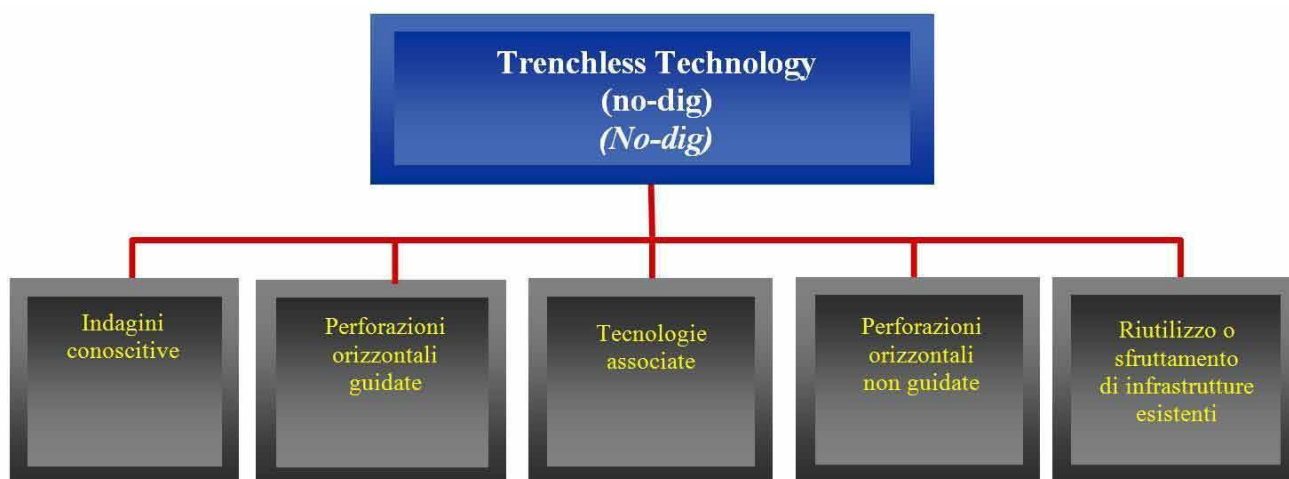 Trenchless Technology
(no-dig)
(No-dig)
Indagini
conoscitive
Perforazioni
orizzontali
guidate
Tecnologie
associate
Perforazioni
orizzontali
non guidate
Riutilizzo o
sfruttamento
di infrastrutture
esistenti